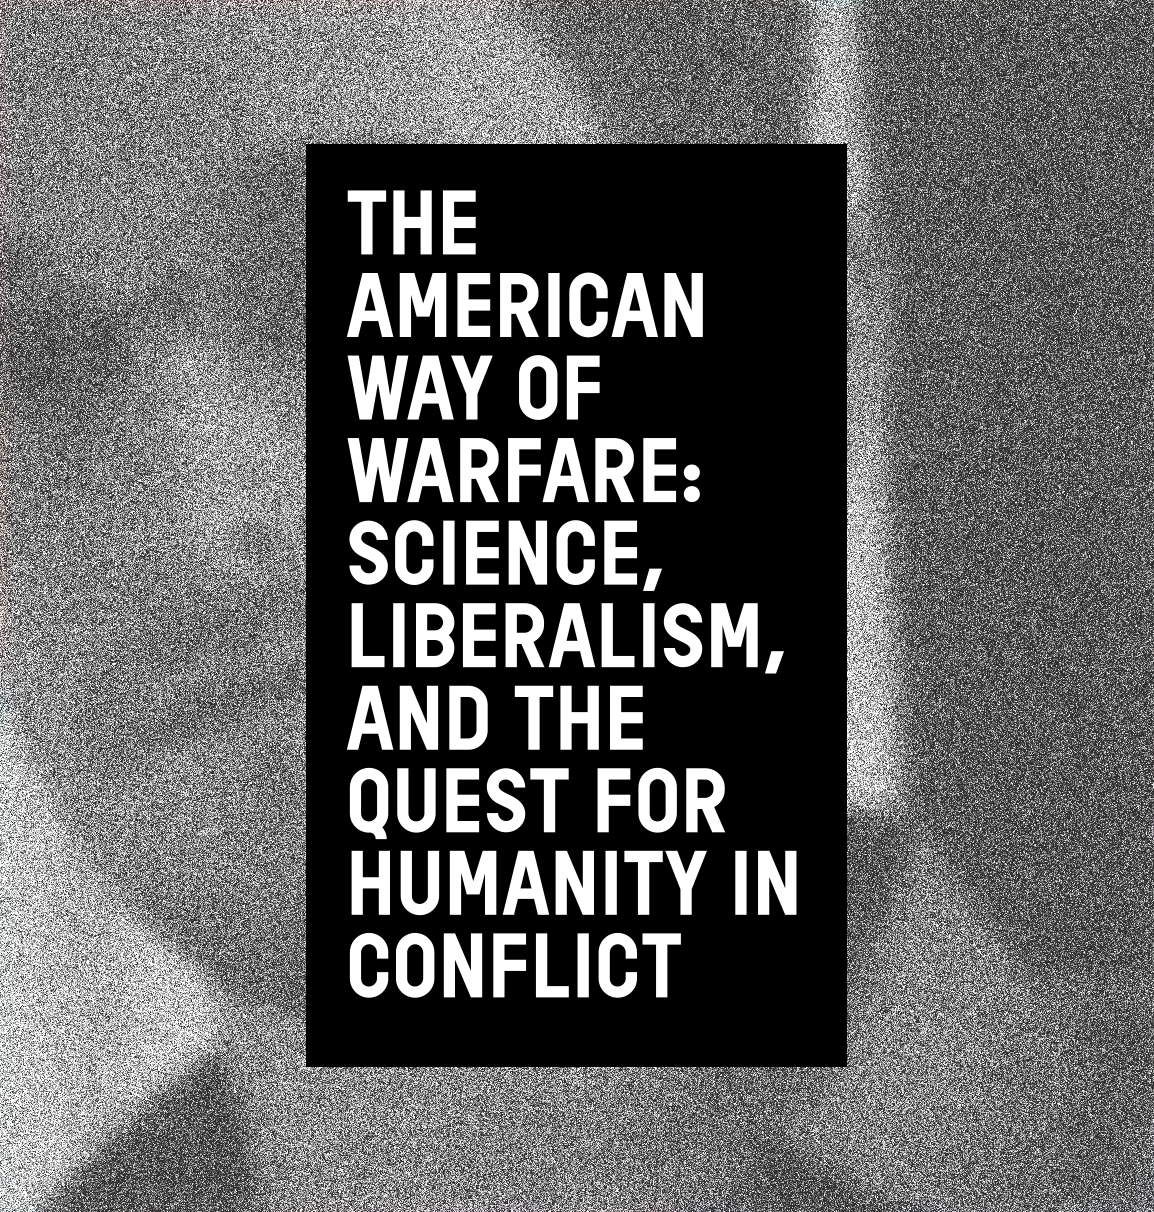 THE
AMERICAN
WAY OF
WARFARE:
SCIENCE,
LIBERALISM,
AND THE
QUEST FOR
HUMANITY IN
CONFLICT